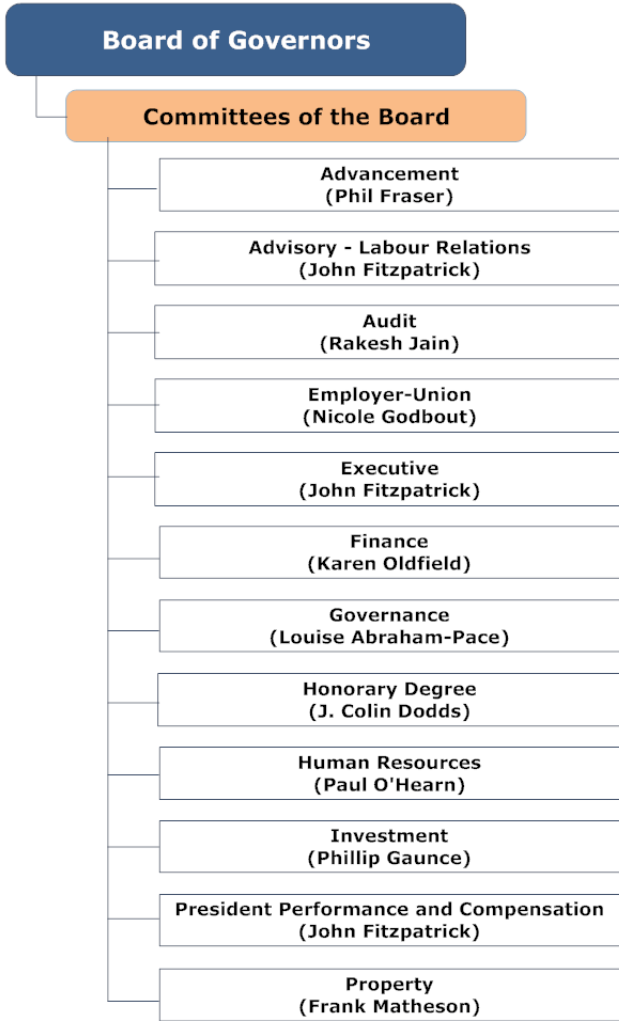 Board of Governors
Committees of the Board
Advancement
(Phil Fraser)
Advisory - Labour Relations
(John Fitzpatrick)
Audit
(Rakesh Jain)
Employer-Union
(Nicole Godbout)
Executive
(John Fitzpatrick)
Finance
(Karen Oldfield)
Governance
(Louise Abraham-Pace)
Honorary Degree
(J. Colin Dodds)
Human Resources
(Paul O'Hearn)
Investment
(Phillip Gaunce)
President Performance and Compensation
(John Fitzpatrick)
Property
(Frank Matheson)